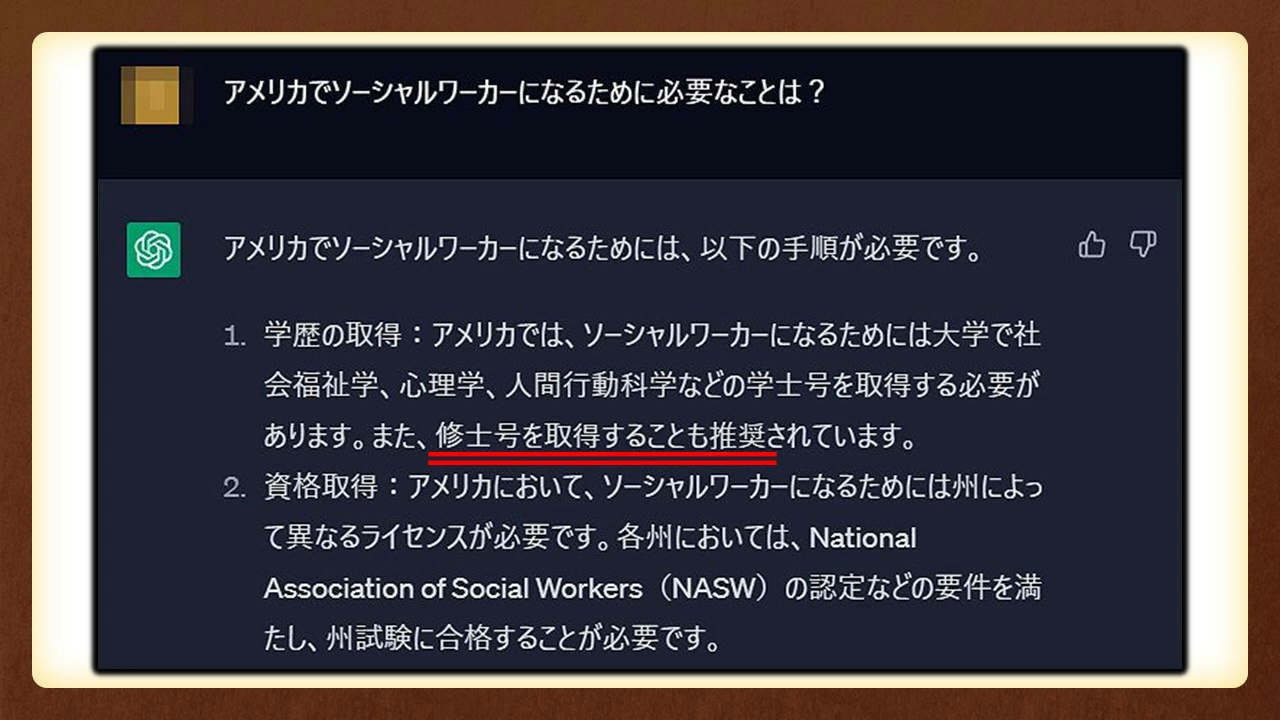 アメリカでソーシャルワーカーになるために必要なことは？
アメリカでソーシャルワーカーになるためには、以下の手順が必要です。
1. 学歴の取得：アメリカでは、ソーシャルワーカーになるためには大学で社
会福祉学、心理学、人間行動科学などの学士号を取得する必要が
あります。また、修士号を取得することも推奨されています。
2. 資格取得：アメリカにおいて、ソーシャルワーカーになるためには州によっ
て異なるライセンスが必要です。各州においては、National
Association of Social Workers（NASW）の認定などの要件を満
たし、州試験に合格することが必要です。